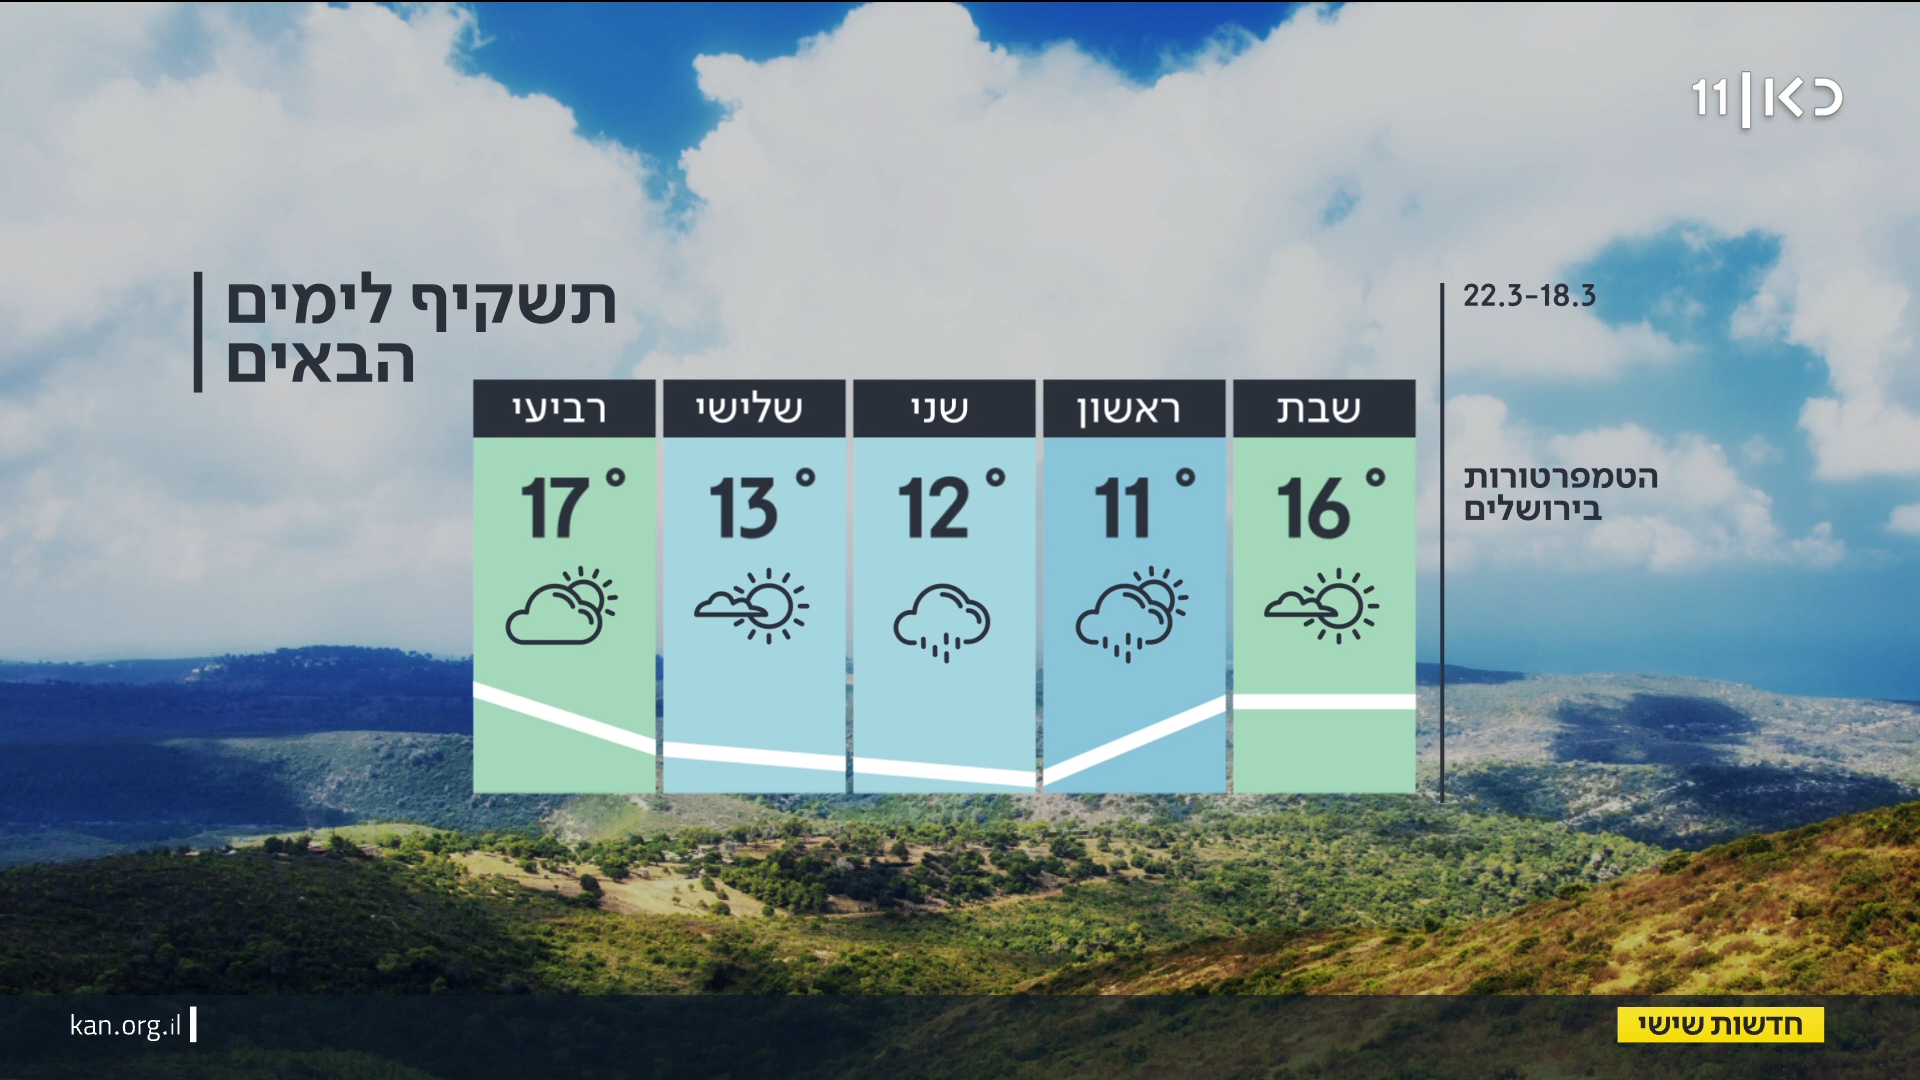 כאן 11
תשקיף לימים
הבאים
22.3-18.3
הטמפרטורות
בירושלים
שבת
ראשון
שני
שלישי
רביעי
16°
11°
12°
13°
17°
חדשות שישי
kan.org.il